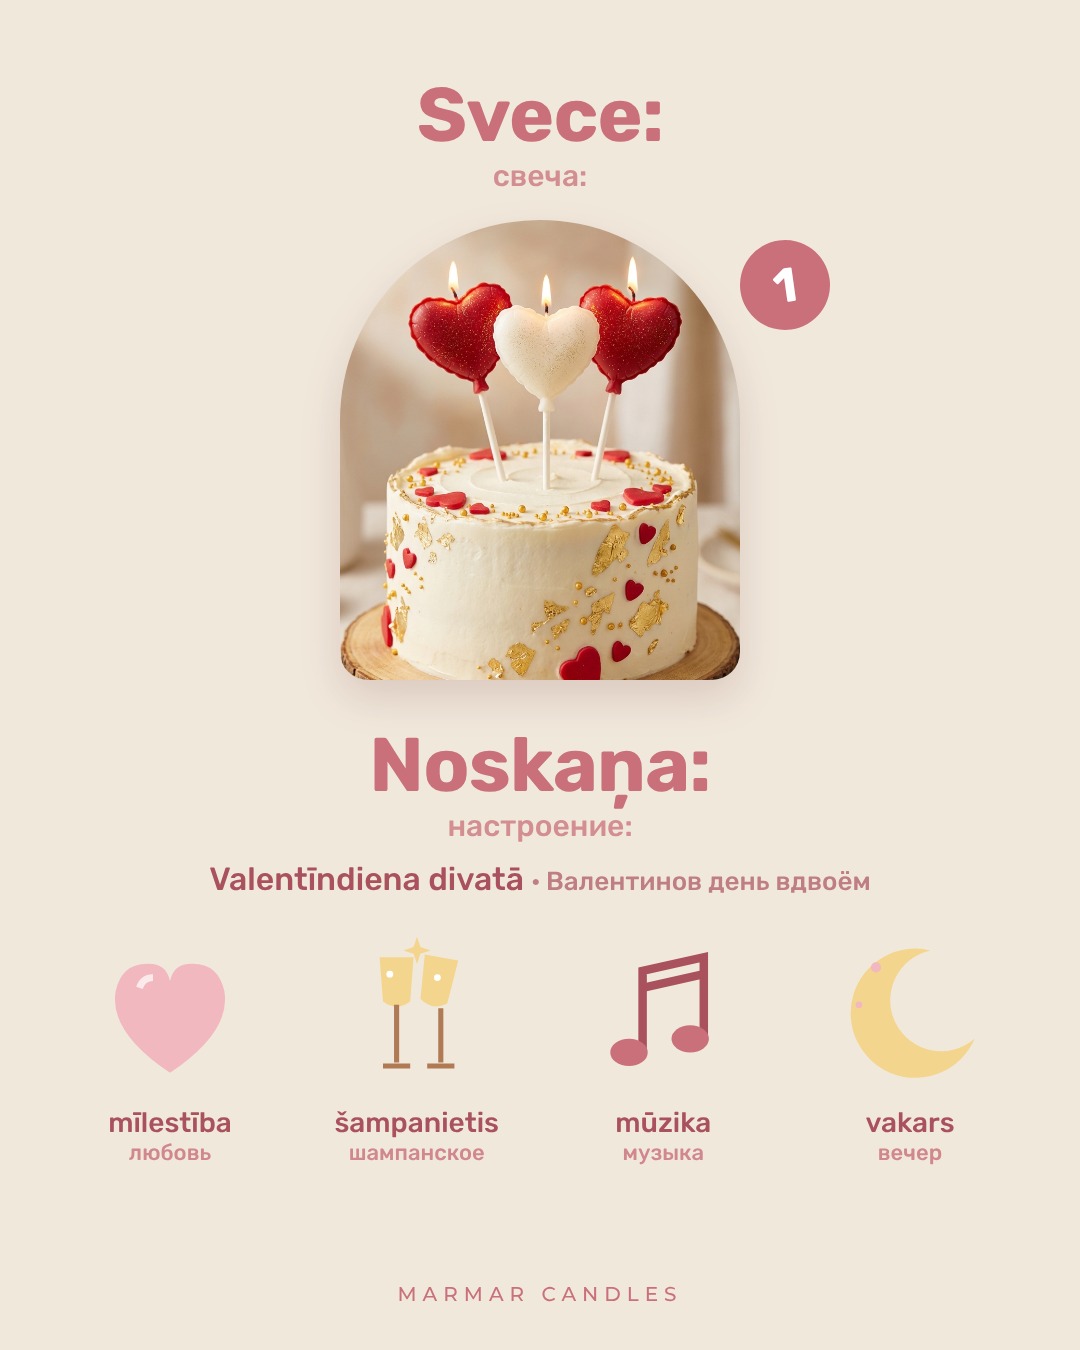 Svece:
свеча:
1
Noskaņa:
настроение:
Valentīndiena divatā · Валентинов день вдвоём
mīlestība
любовь
šampanietis
шампанское
mūzika
музыка
vakars
вечер
MARMAR CANDLES